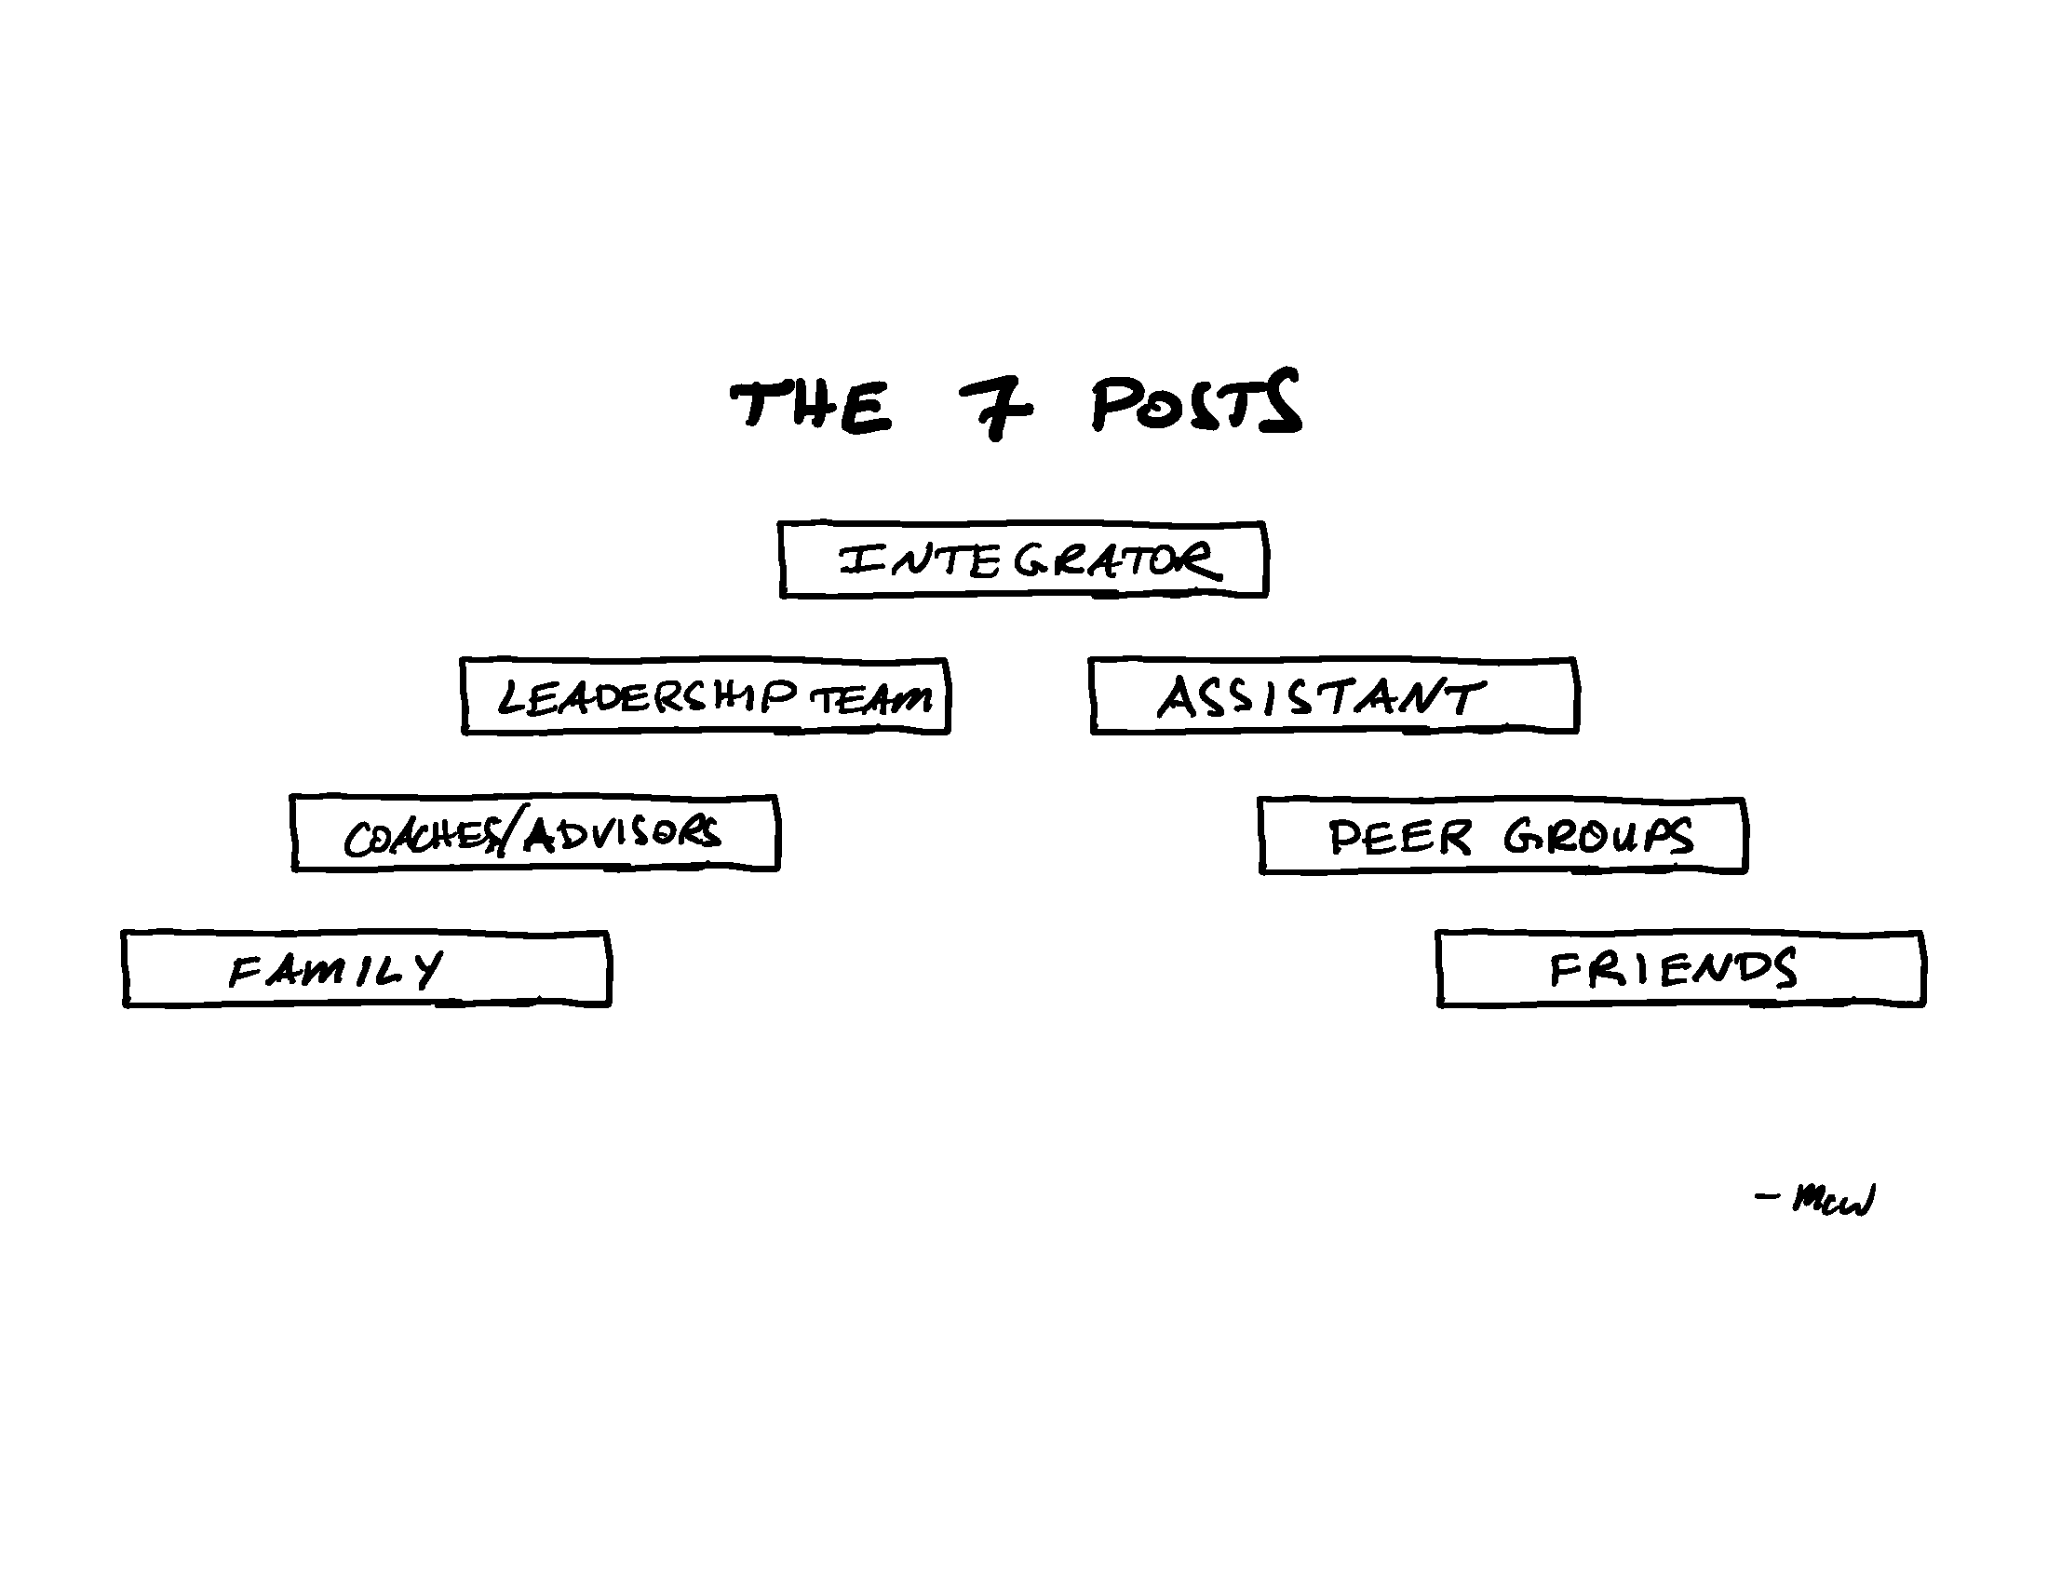 THE 7 POSTS
INTEGRATOR
LEADERSHIP TEAM
ASSISTANT
COACHES/ADVISORS
PEER GROUPS
FAMILY
FRIENDS
- MCW